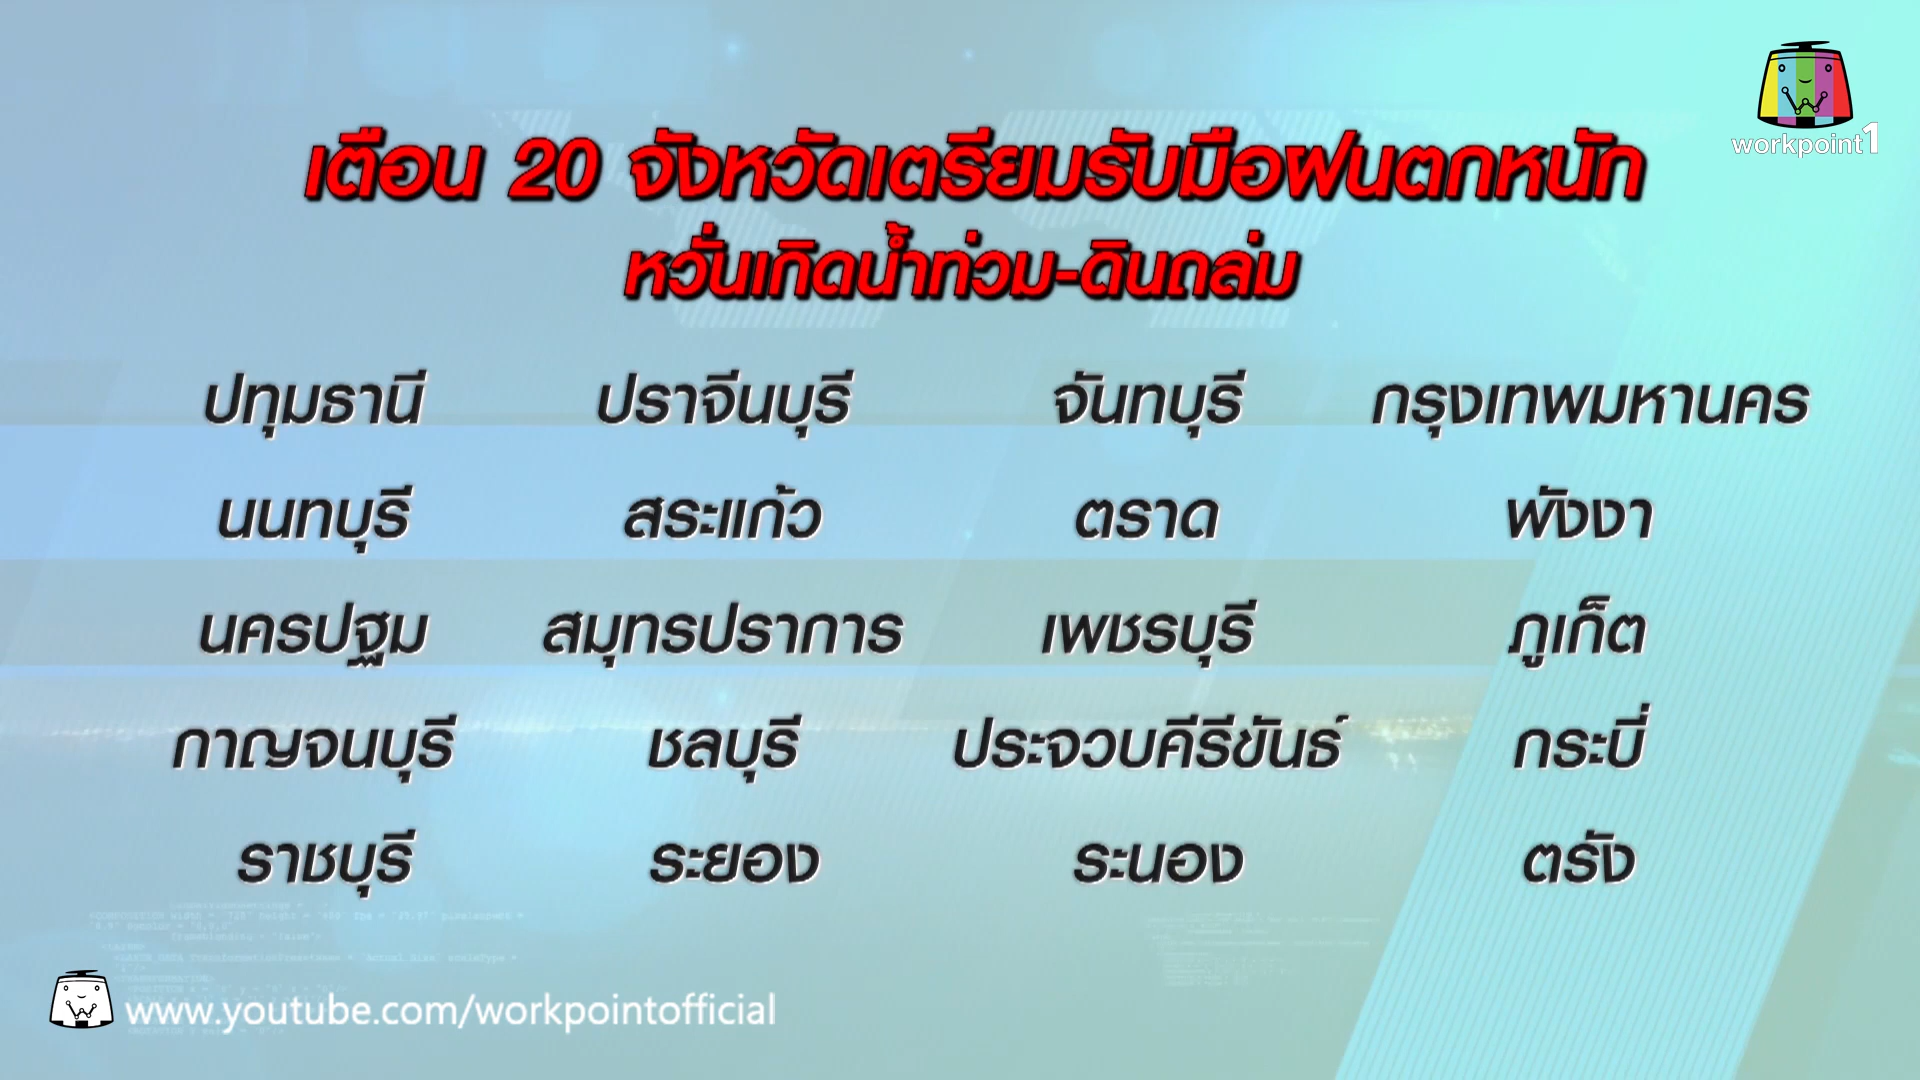 workpoint1
เตือน 20 จังหวัดเตรียมรับมือฝนตกหนัก
หวั่นเกิดน้ำท่วม-ดินถล่ม
ปทุมธานี ปราจีนบุรี จันทบุรี กรุงเทพมหานคร
นนทบุรี สระแก้ว ตราด พังงา
นครปฐม สมุทรปราการ เพชรบุรี ภูเก็ต
กาญจนบุรี ชลบุรี ประจวบคีรีขันธ์ กระบี่
ราชบุรี ระยอง ระนอง ตรัง
www.youtube.com/workpointofficial